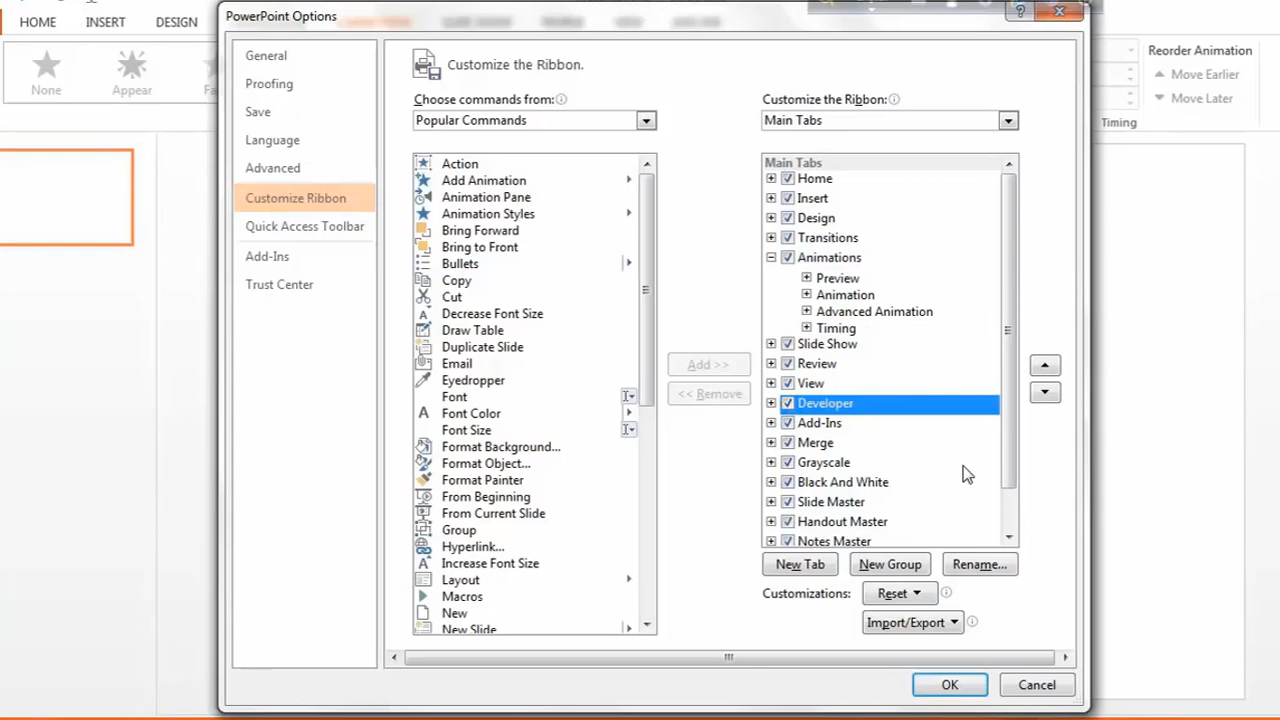 PowerPoint Options
HOME
INSERT
DESIGN
None
Appear
Reorder Animation
Move Earlier
Move Later
Timing
General
Proofing
Save
Language
Advanced
Customize Ribbon
Quick Access Toolbar
Add-Ins
Trust Center
Customize the Ribbon.
Choose commands from:
Popular Commands
Action
Add Animation
Animation Pane
Animation Styles
Bring Forward
Bring to Front
Bullets
Copy
Cut
Decrease Font Size
Draw Table
Duplicate Slide
Email
Eyedropper
Font
Font Color
Font Size
Format Background...
Format Object...
Format Painter
From Beginning
From Current Slide
Group
Hyperlink...
Increase Font Size
Layout
Macros
New
New Slide
Add >>
<< Remove
Customize the Ribbon:
Main Tabs
Main Tabs
Home
Insert
Design
Transitions
Animations
Preview
Animation
Advanced Animation
Timing
Slide Show
Review
View
Developer
Add-Ins
Merge
Grayscale
Black And White
Slide Master
Handout Master
Notes Master
New Tab
New Group
Rename...
Customizations:
Reset
Import/Export
OK
Cancel